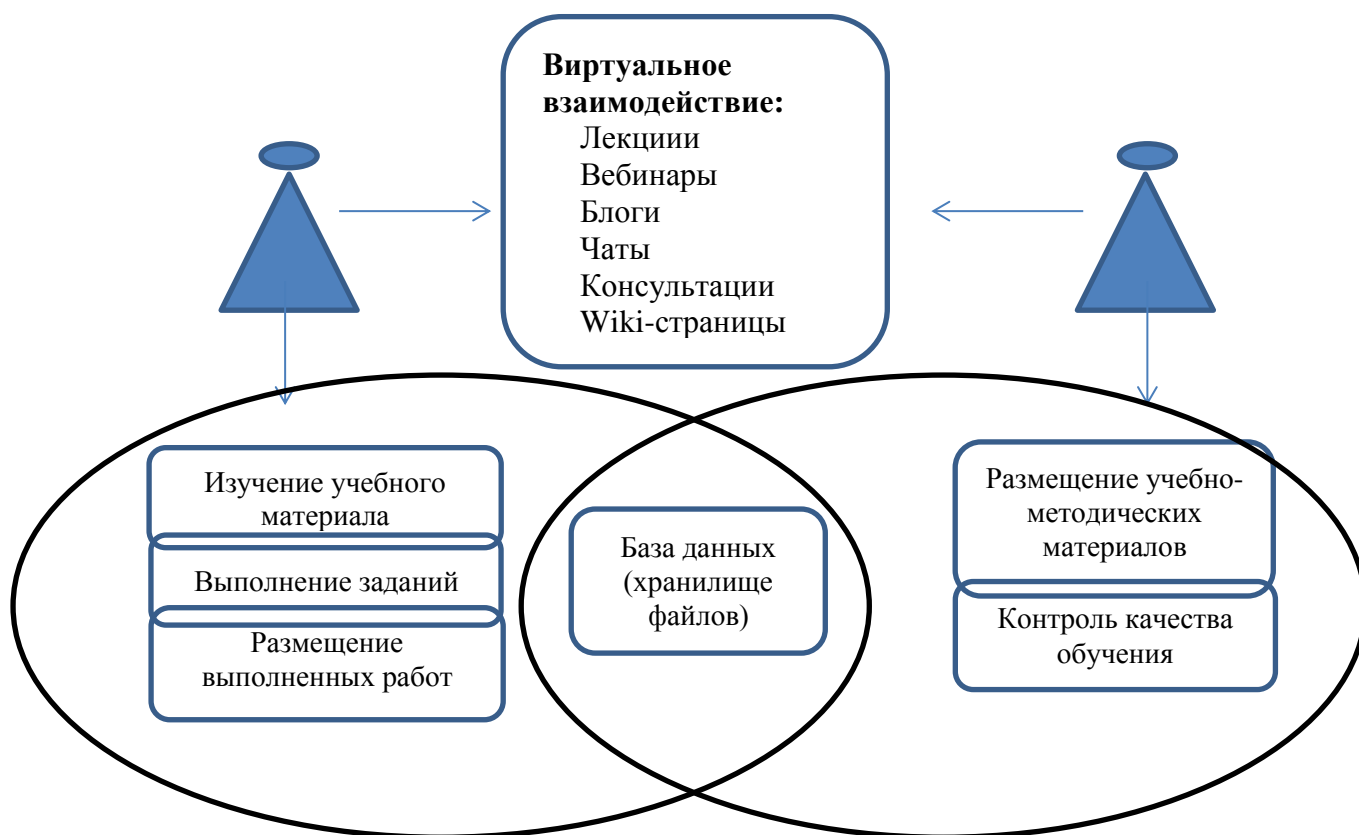 Виртуальное
взаимодействие:
Лекциии
Вебинары
Блоги
Чаты
Консультации
Wiki-страницы
Изучение учебного
материала
Выполнение заданий
Размещение
выполненных работ
База данных
(хранилище
файлов)
Размещение учебно-
методических
материалов
Контроль качества
обучения